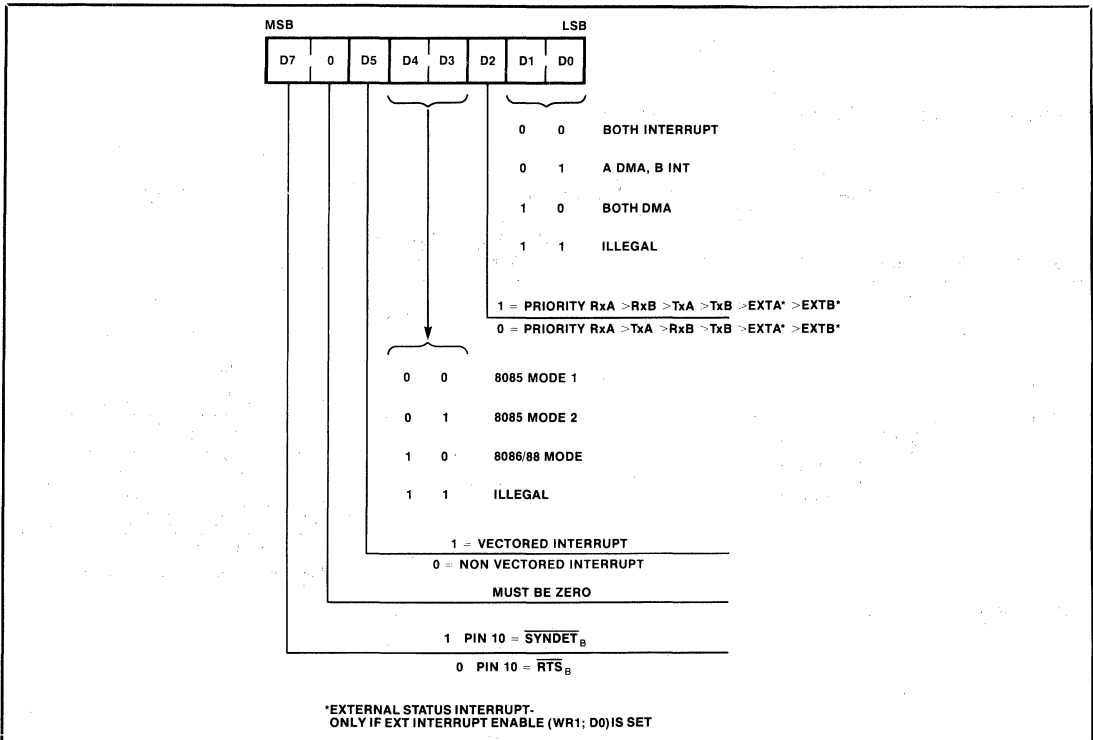 MSB LSB
D7 0 D5 D4 D3 D2 D1 D0
0 0 BOTH INTERRUPT
0 1 A DMA, B INT
1 0 BOTH DMA
1 1 ILLEGAL
1 = PRIORITY RxA >RxB >TxA >TxB >EXTA* >EXTB*
0 = PRIORITY RxA >TxA >RxB >TxB >EXTA* >EXTB*
0 0 8085 MODE 1
0 1 8085 MODE 2
1 0 8086/88 MODE
1 1 ILLEGAL
1 = VECTORED INTERRUPT
0 = NON VECTORED INTERRUPT
MUST BE ZERO
1 PIN 10 = SYNDET B
0 PIN 10 = RTS B
*EXTERNAL STATUS INTERRUPT-
ONLY IF EXT INTERRUPT ENABLE (WR1; D0) IS SET